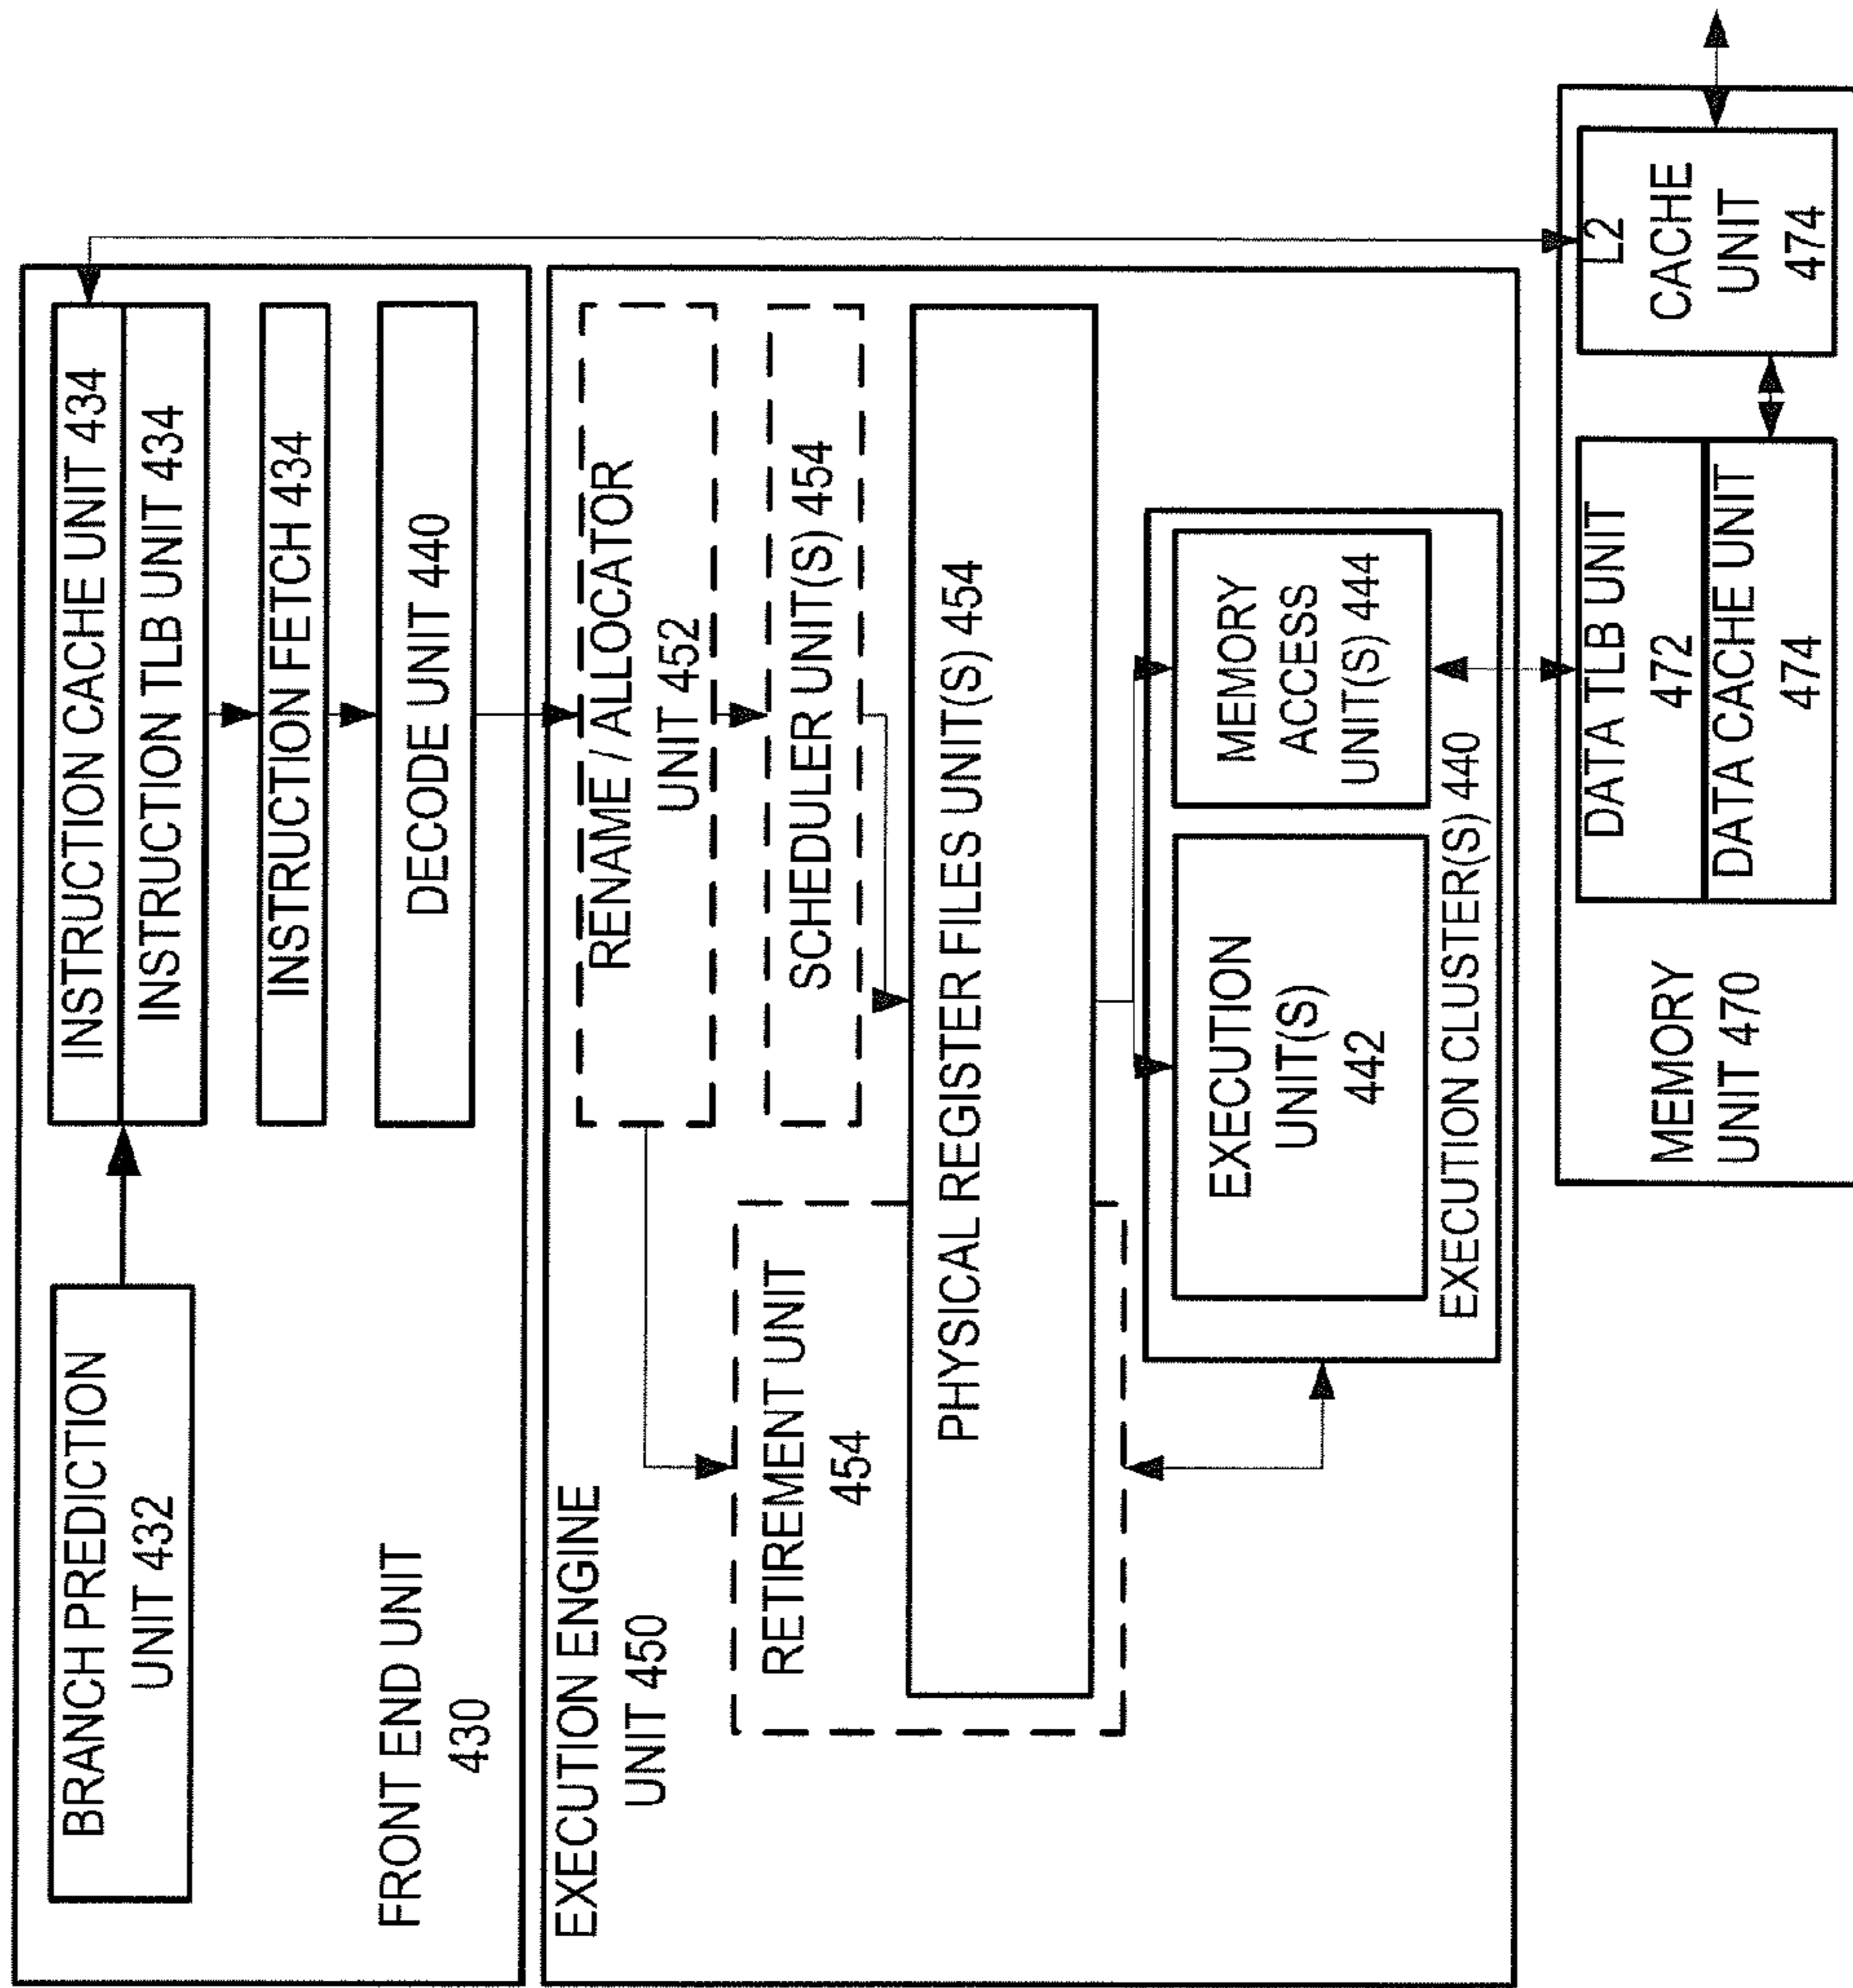 BRANCH PREDICTION
UNIT 432
INSTRUCTION CACHE UNIT 434
INSTRUCTION TLB UNIT 434
INSTRUCTION FETCH 434
DECODE UNIT 440
FRONT END UNIT
430
EXECUTION ENGINE
UNIT 450
RENAME / ALLOCATOR
UNIT 452
SCHEDULER UNIT(S) 454
RETIREMENT UNIT
454
PHYSICAL REGISTER FILES UNIT(S) 454
EXECUTION
UNIT(S)
442
MEMORY
ACCESS
UNIT(S) 444
EXECUTION CLUSTER(S) 440
MEMORY
UNIT 470
DATA TLB UNIT
472
DATA CACHE UNIT
474
L2
CACHE
UNIT
474